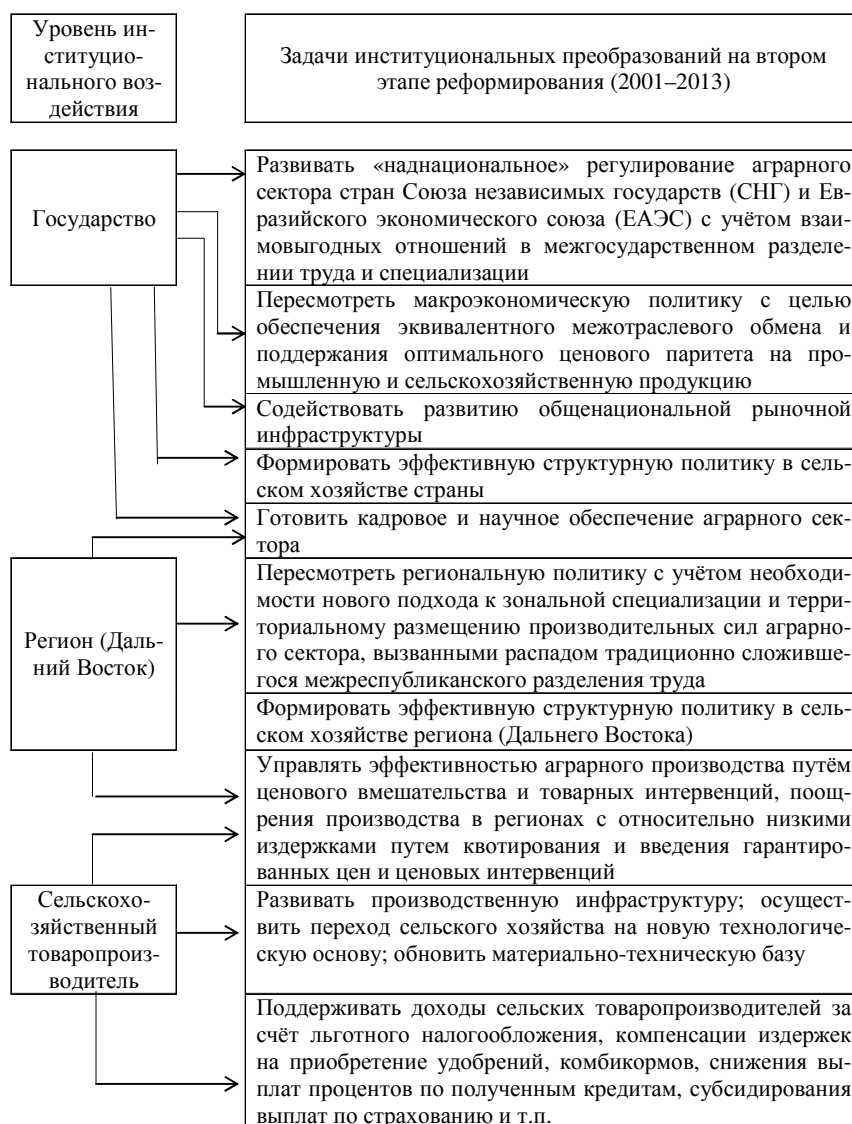 Уровень ин-
ституцио-
нального воз-
действия
Задачи институциональных преобразований на втором
этапе реформирования (2001–2013)
Государство
Развивать «наднациональное» регулирование аграрного
сектора стран Союза независимых государств (СНГ) и Ев-
разийского экономического союза (ЕАЭС) с учётом взаи-
мовыгодных отношений в межгосударственном разделе-
нии труда и специализации
Пересмотреть макроэкономическую политику с целью
обеспечения эквивалентного межотраслевого обмена и
поддержания оптимального ценового паритета на про-
мышленную и сельскохозяйственную продукцию
Содействовать развитию общенациональной рыночной
инфраструктуры
Формировать эффективную структурную политику в сель-
ском хозяйстве страны
Готовить кадровое и научное обеспечение аграрного сек-
тора
Регион (Даль-
ний Восток)
Пересмотреть региональную политику с учётом необходи-
мости нового подхода к зональной специализации и терри-
ториальному размещению производительных сил аграрно-
го сектора, вызванными распадом традиционно сложивше-
гося межреспубликанского разделения труда
Формировать эффективную структурную политику в сель-
ском хозяйстве региона (Дальнего Востока)
Управлять эффективностью аграрного производства путём
ценового вмешательства и товарных интервенций, поощ-
рения производства в регионах с относительно низкими
издержками путем квотирования и введения гарантиро-
ванных цен и ценовых интервенций
Сельскохо-
зяйственный
товаропроиз-
водитель
Развивать производственную инфраструктуру; осущест-
вить переход сельского хозяйства на новую технологиче-
скую основу; обновить материально-техническую базу
Поддерживать доходы сельских товаропроизводителей за
счёт льготного налогообложения, компенсации издержек
на приобретение удобрений, комбикормов, снижения вы-
плат процентов по полученным кредитам, субсидирования
выплат по страхованию и т.п.